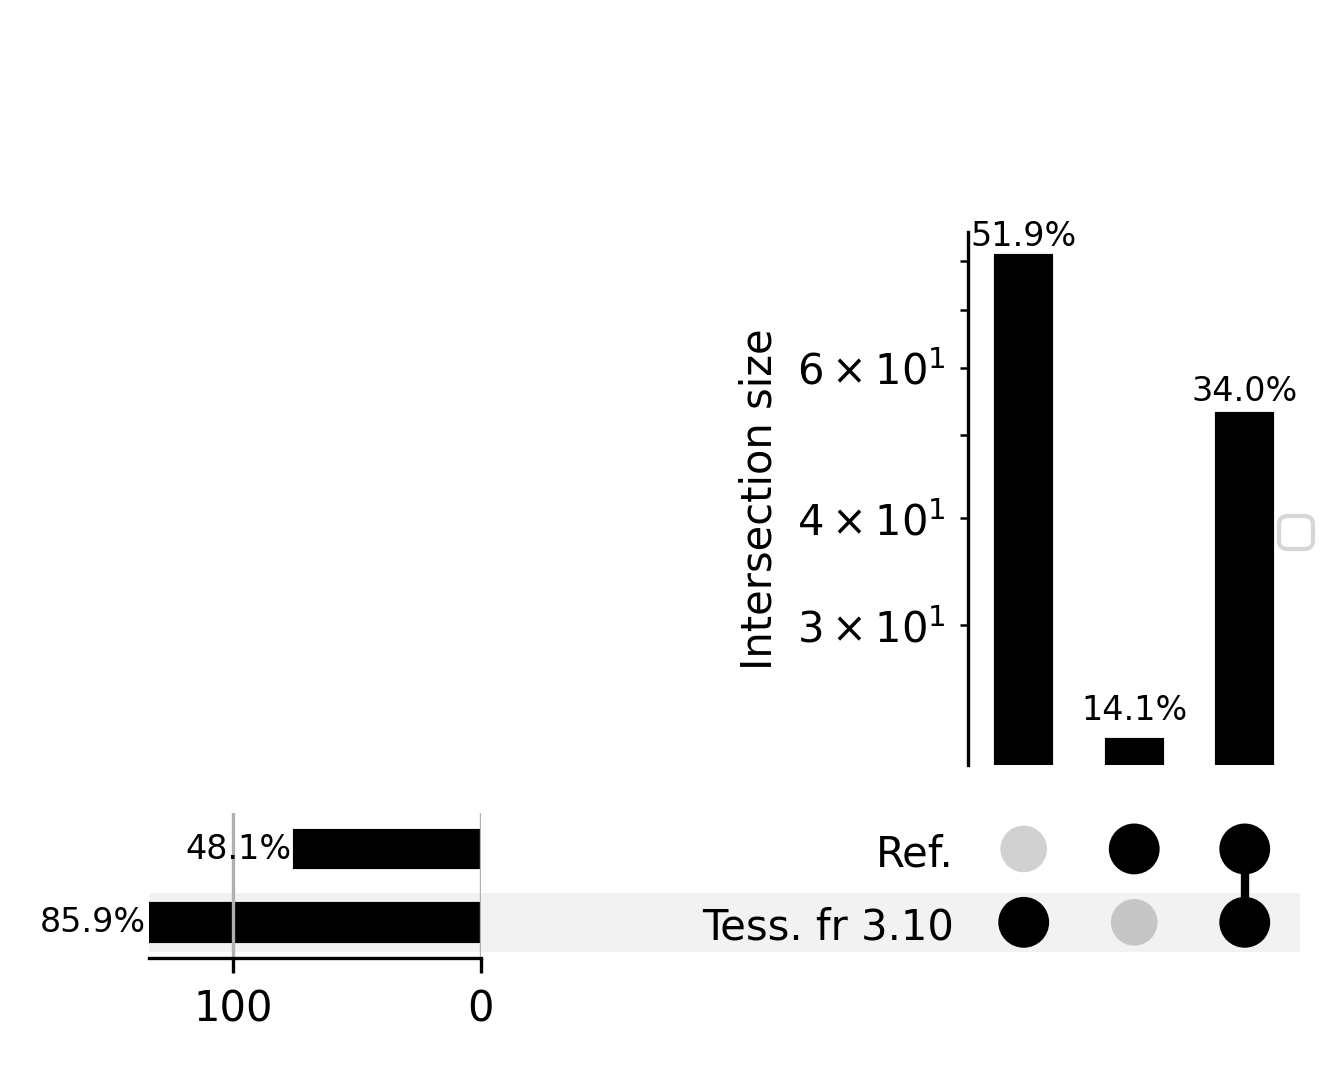 51.9%
34.0%
14.1%
Intersection size
6 × 10¹
4 × 10¹
3 × 10¹
48.1%
Ref.
85.9%
Tess. fr 3.10
100
0